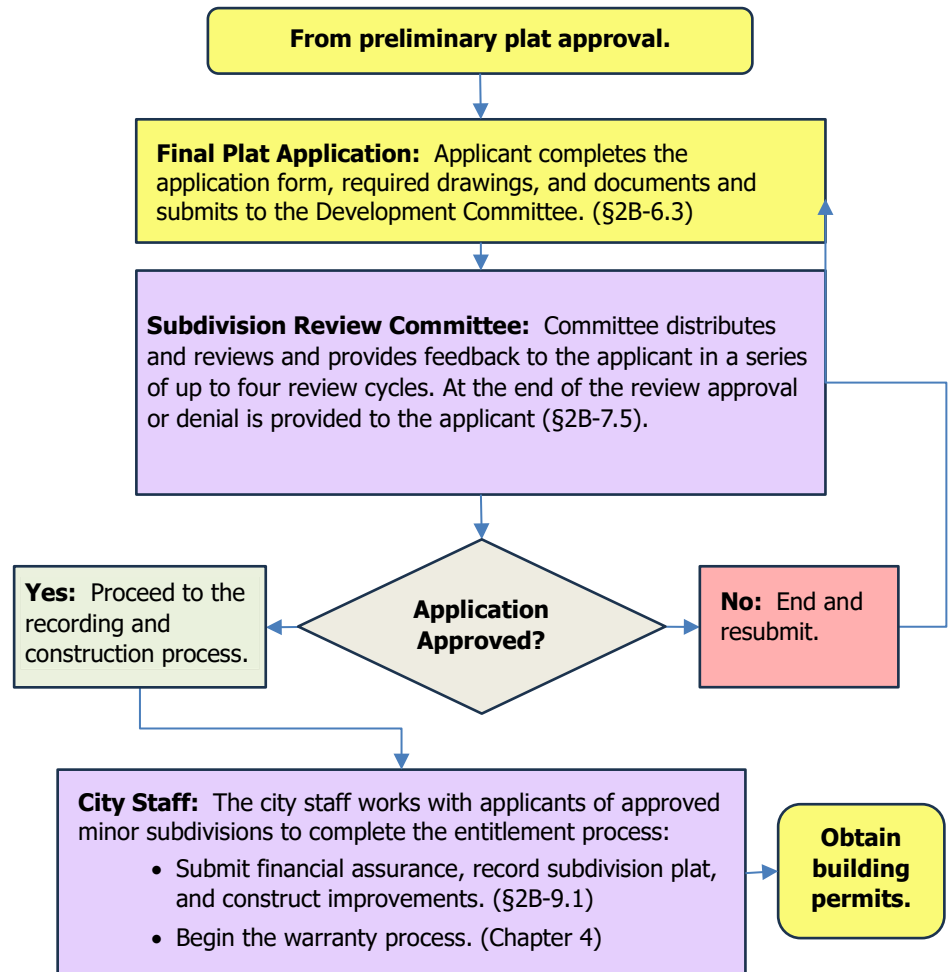 From preliminary plat approval.
Final Plat Application: Applicant completes the
application form, required drawings, and documents and
submits to the Development Committee. (§2B-6.3)
Subdivision Review Committee: Committee distributes
and reviews and provides feedback to the applicant in a series
of up to four review cycles. At the end of the review approval
or denial is provided to the applicant (§2B-7.5).
Application
Approved?
Yes: Proceed to the
recording and
construction process.
No: End and
resubmit.
City Staff: The city staff works with applicants of approved
minor subdivisions to complete the entitlement process:
• Submit financial assurance, record subdivision plat,
and construct improvements. (§2B-9.1)
• Begin the warranty process. (Chapter 4)
Obtain
building
permits.